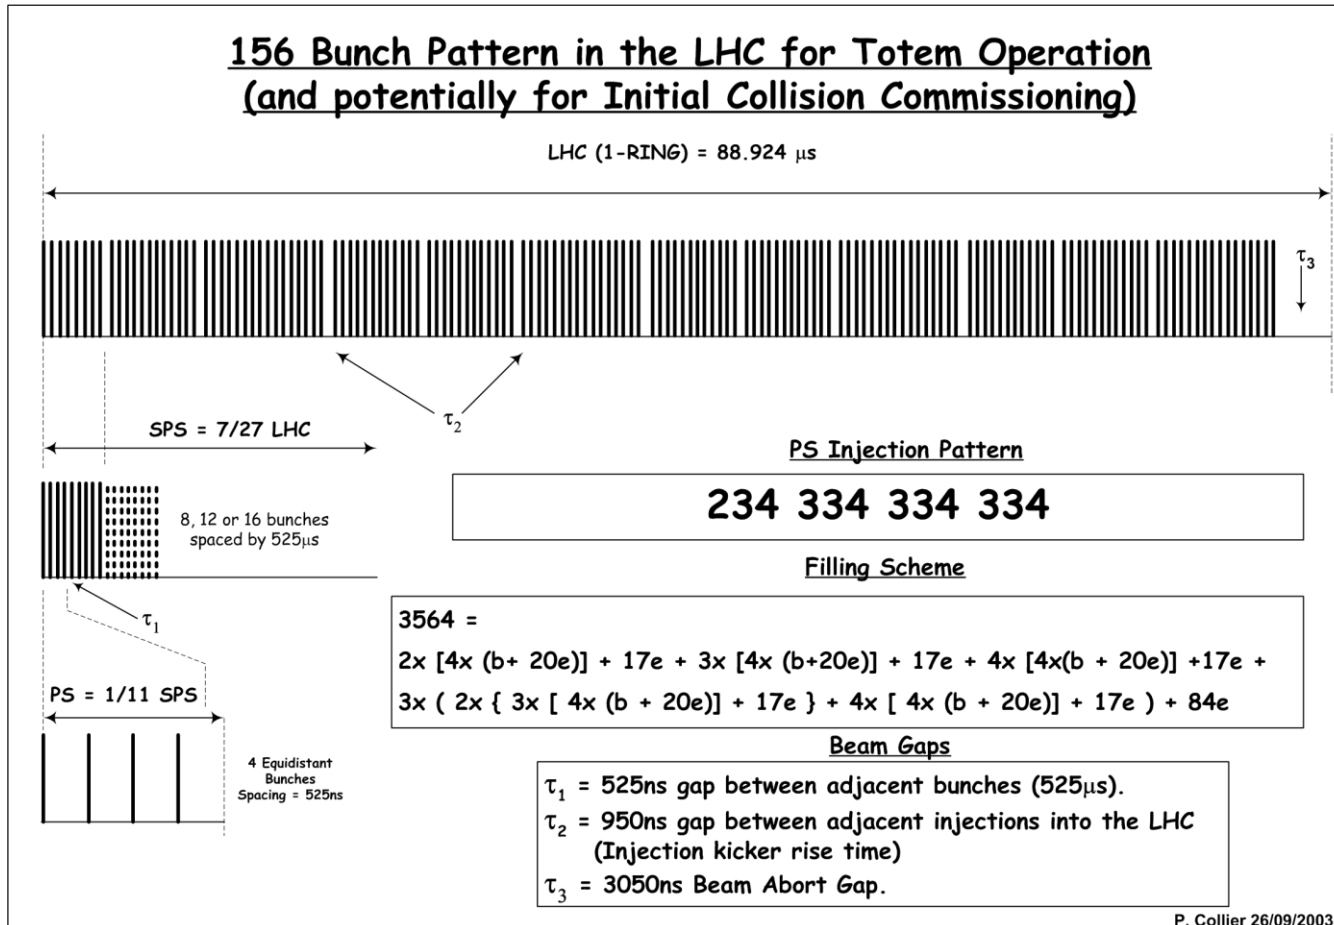 156 Bunch Pattern in the LHC for Totem Operation
(and potentially for Initial Collision Commissioning)
LHC (1-RING) = 88.924 μs
τ3
τ2
SPS = 7/27 LHC
8, 12 or 16 bunches
spaced by 525μs
τ1
PS = 1/11 SPS
4 Equidistant
Bunches
Spacing = 525ns
PS Injection Pattern
234 334 334 334
Filling Scheme
3564 =
2x [4x (b+ 20e)] + 17e + 3x [4x (b+20e)] + 17e + 4x [4x(b + 20e)] +17e +
3x ( 2x { 3x [ 4x (b + 20e)] + 17e } + 4x [ 4x (b + 20e)] + 17e ) + 84e
Beam Gaps
τ1 = 525ns gap between adjacent bunches (525μs).
τ2 = 950ns gap between adjacent injections into the LHC
(Injection kicker rise time)
τ3 = 3050ns Beam Abort Gap.
P. Collier 26/09/2003